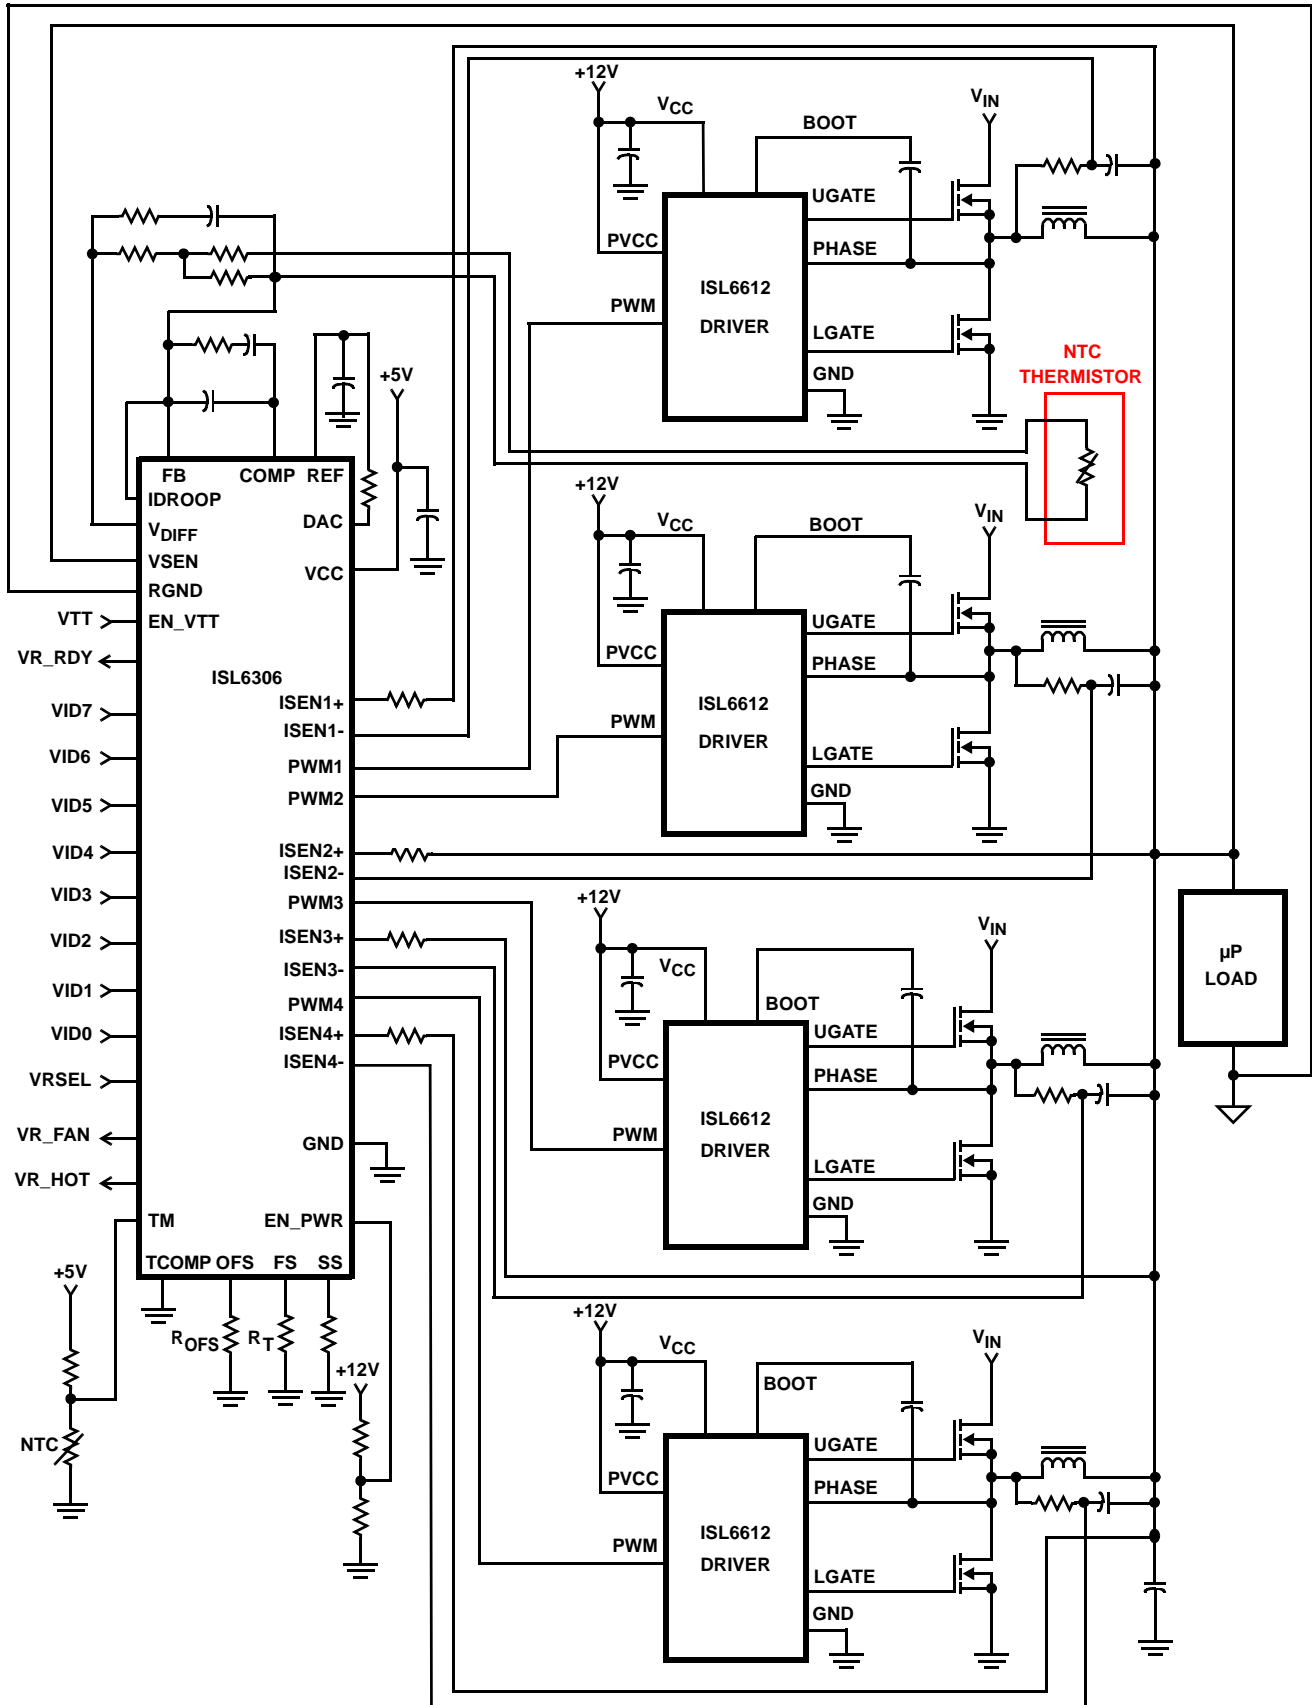 +12V
VCC
BOOT
VIN
UGATE
PVCC
PHASE
ISL6612
DRIVER
PWM
LGATE
GND
NTC
THERMISTOR
+5V
FB
COMP
REF
IDROOP
DAC
VDIFF
VSEN
VCC
RGND
VTT
EN_VTT
VR_RDY
ISL6306
ISEN1+
VID7
ISEN1-
VID6
PWM1
VID5
PWM2
VID4
ISEN2+
ISEN2-
VID3
PWM3
VID2
ISEN3+
ISEN3-
VID1
PWM4
VID0
ISEN4+
ISEN4-
VRSEL
VR_FAN
GND
VR_HOT
TM
EN_PWR
TCOMP
OFS
FS
SS
+5V
ROFS
RT
+12V
NTC
+12V
VCC
BOOT
VIN
UGATE
PVCC
PHASE
ISL6612
DRIVER
PWM
LGATE
GND
+12V
VCC
BOOT
VIN
UGATE
PVCC
PHASE
ISL6612
DRIVER
PWM
LGATE
GND
µP
LOAD
+12V
VCC
BOOT
VIN
UGATE
PVCC
PHASE
ISL6612
DRIVER
PWM
LGATE
GND